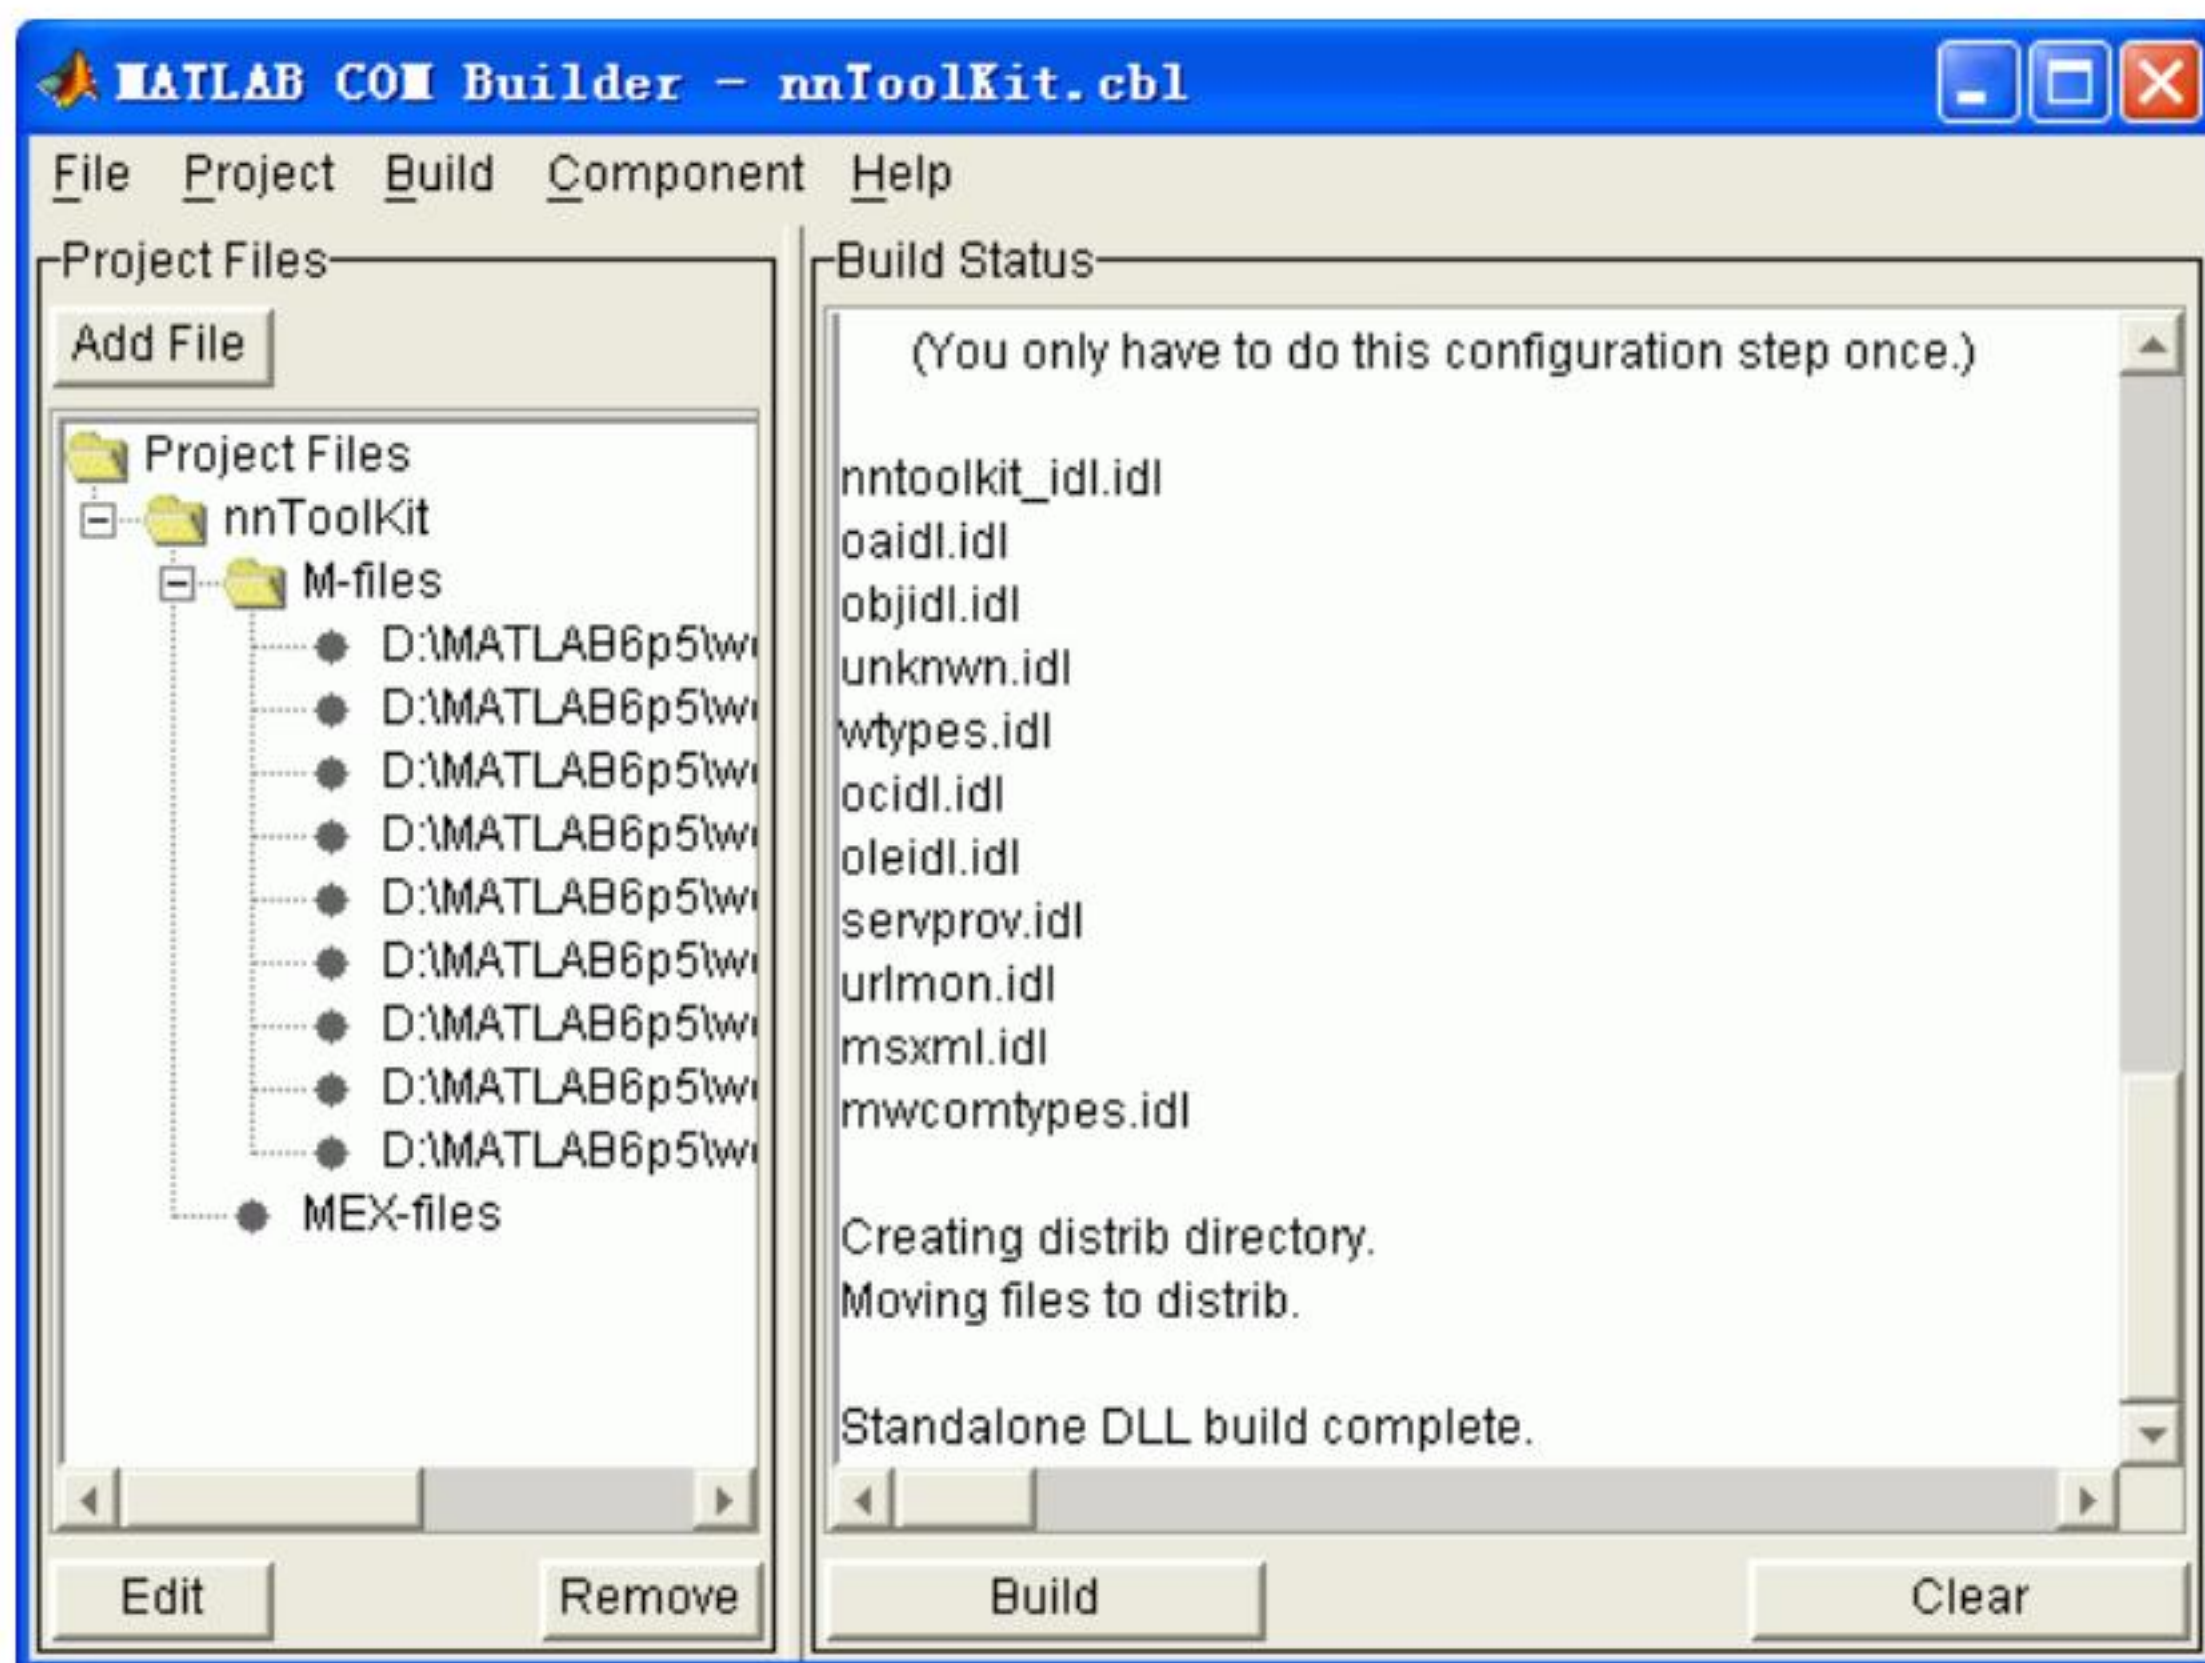 MATLAB COM Builder - nnToolKit.cbl
File Project Build Component Help
Project Files
Add File
Project Files
nnToolKit
M-files
D:\MATLAB6p5\w
D:\MATLAB6p5\w
D:\MATLAB6p5\w
D:\MATLAB6p5\w
D:\MATLAB6p5\w
D:\MATLAB6p5\w
D:\MATLAB6p5\w
D:\MATLAB6p5\w
D:\MATLAB6p5\w
MEX-files
Edit Remove
Build Status
(You only have to do this configuration step once.)
nntoolkit_idl.idl
oaidl.idl
objidl.idl
unknwn.idl
wtypes.idl
ocidl.idl
oleidl.idl
servprov.idl
urlmon.idl
msxml.idl
mwcomtypes.idl
Creating distrib directory.
Moving files to distrib.
Standalone DLL build complete.
Build Clear